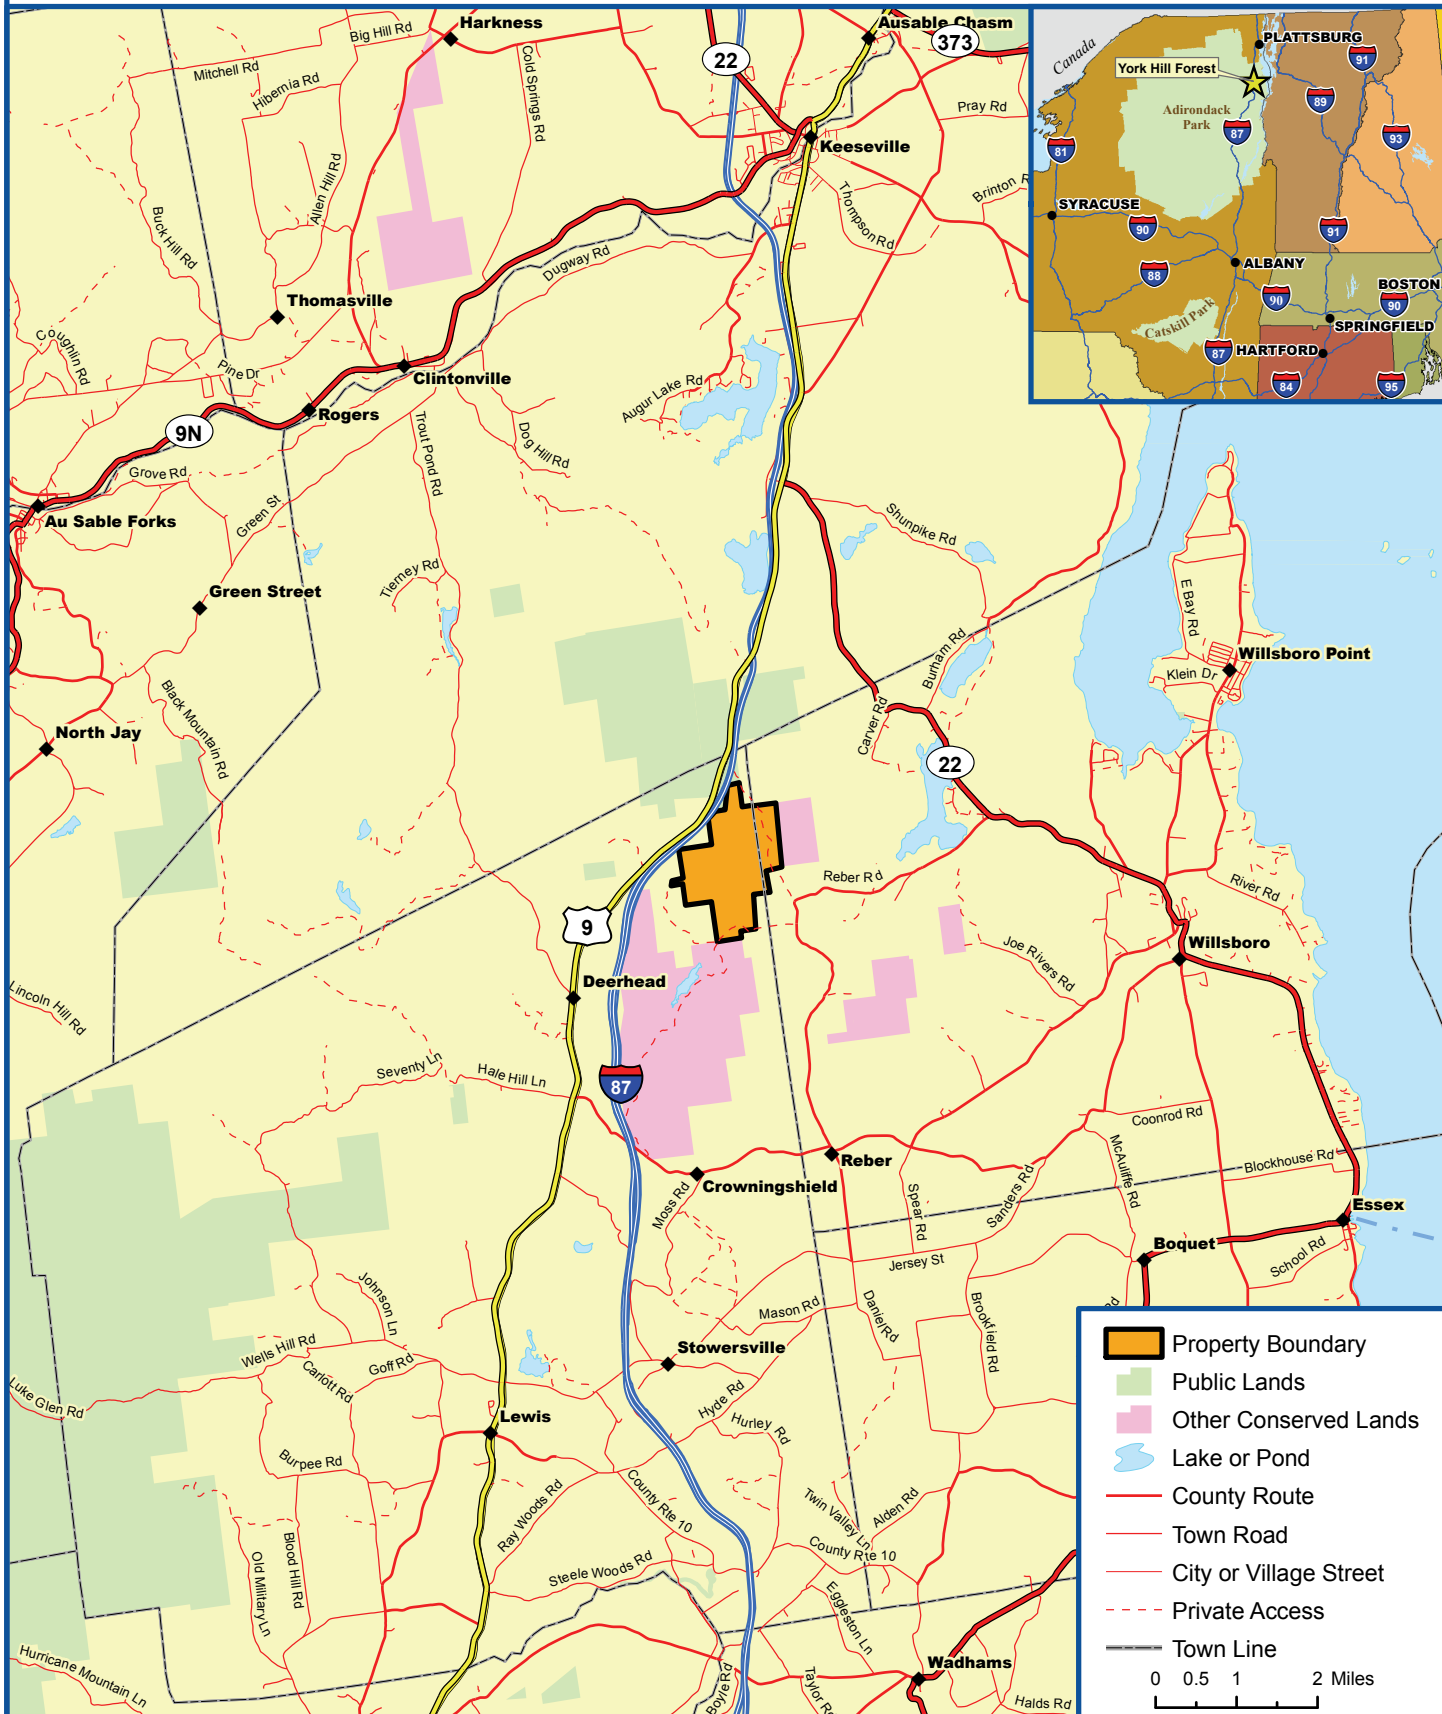 Harkness
Big Hill Rd
Mitchell Rd
Hibernia Rd
Cold Springs Rd
22
Ausable Chasm
373
Pray Rd
Keeseville
Thompson Rd
Brinton R
Allen Hill Rd
Buck Hill Rd
Dugway Rd
Thomasville
Coughlin Rd
Pine Dr
Clintonville
Rogers
Augur Lake Rd
9N
Trout Pond Rd
Dog Hill Rd
Grove Rd
Au Sable Forks
Green St
Shunpike Rd
Tierney Rd
Green Street
E Bay Rd
Willsboro Point
Klein Dr
Burham Rd
Carver Rd
Black Mountain Rd
North Jay
22
Reber Rd
River Rd
9
Willsboro
Joe Rivers Rd
Deerhead
Lincoln Hill Rd
Seventy Ln
Hale Hill Ln
87
Coonrod Rd
McAuliffe Rd
Blockhouse Rd
Reber
Crowningshield
Moss Rd
Spear Rd
Sanders Rd
Essex
Boquet
School Rd
Jersey St
Rd
Johnson Ln
Mason Rd
Daniel Rd
Brookfield Rd
Wells Hill Rd
Goff Rd
Carlott Rd
Stowersville
Luke Glen Rd
Hyde Rd
Hurley Rd
Lewis
Burpee Rd
County Rte 10
Ray Woods Rd
Twin Valley Ln
Alden Rd
County Rte 10
Blood Hill Rd
Old Military Ln
Steele Woods Rd
Eggleston Ln
Hurricane Mountain Ln
Boyle Rd
Taylor Rd
Wadhams
Halds Rd
Canada
PLATTSBURG
York Hill Forest
91
89
Adirondack
Park
87
93
81
SYRACUSE
90
91
88
ALBANY
90
BOSTON
90
Catskill Park
SPRINGFIELD
87
HARTFORD
84
95
Property Boundary
Public Lands
Other Conserved Lands
Lake or Pond
County Route
Town Road
City or Village Street
Private Access
Town Line
0 0.5 1 2 Miles